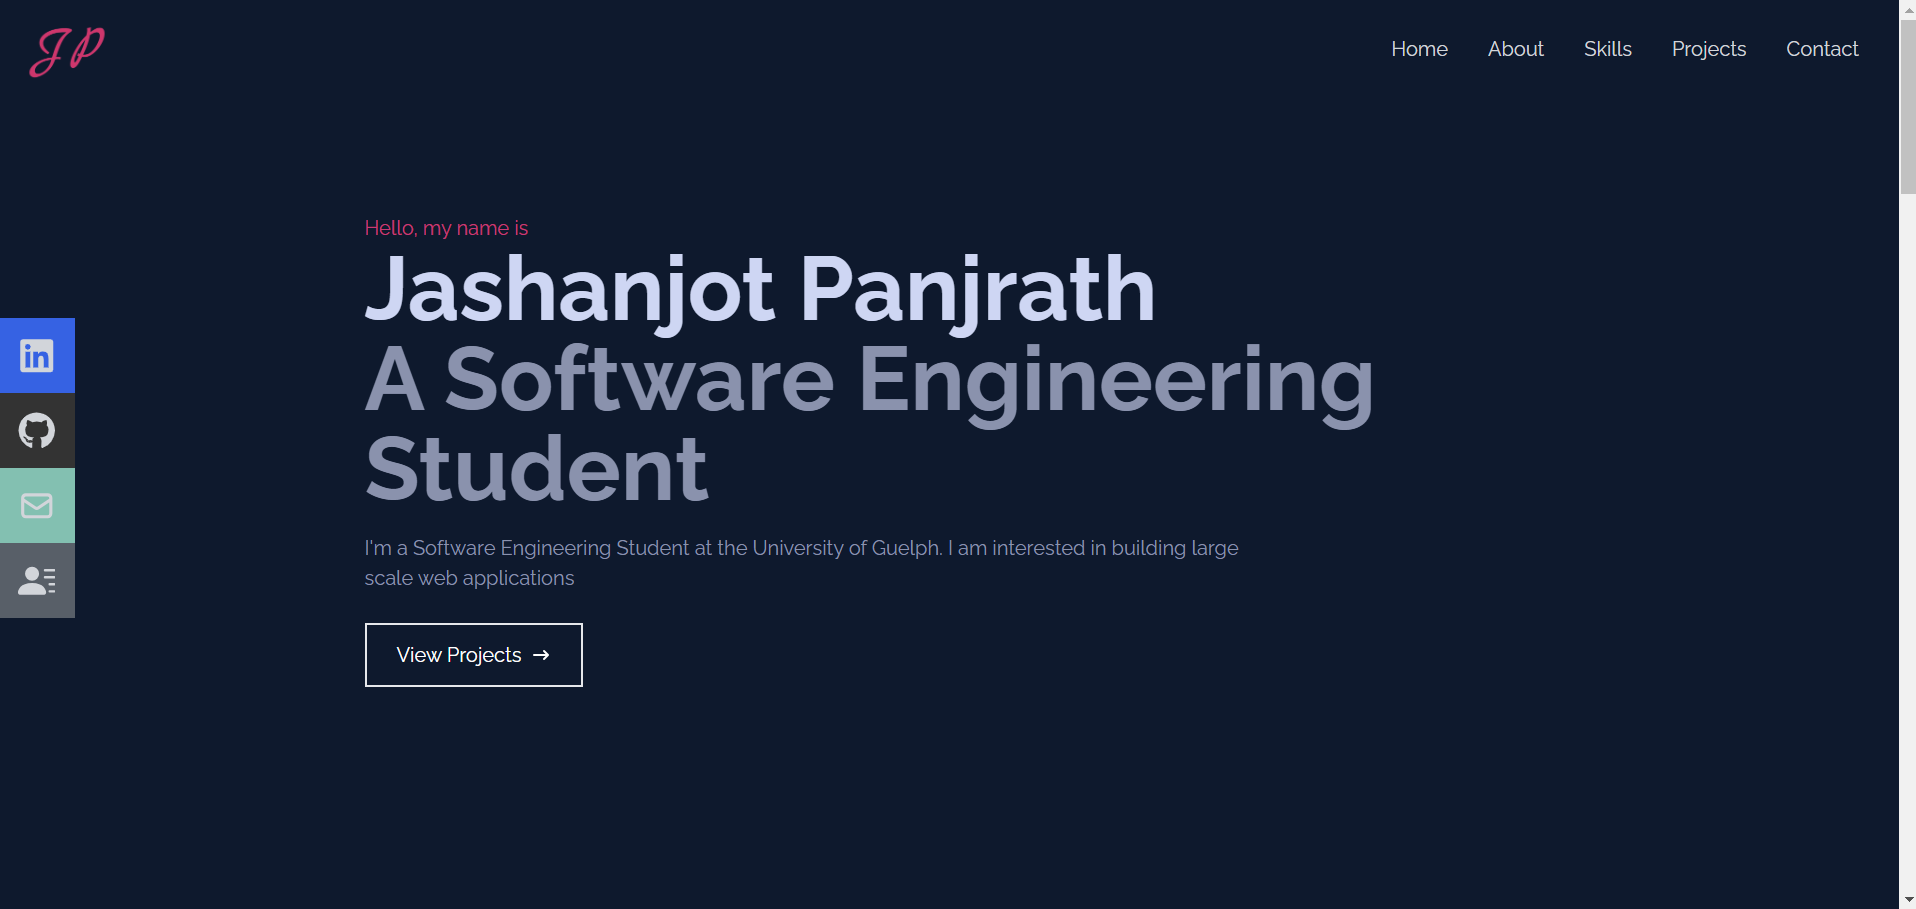 JP
Home About Skills Projects Contact
Hello, my name is
Jashanjot Panjrath
A Software Engineering
Student
in
I'm a Software Engineering Student at the University of Guelph. I am interested in building large
scale web applications
View Projects →